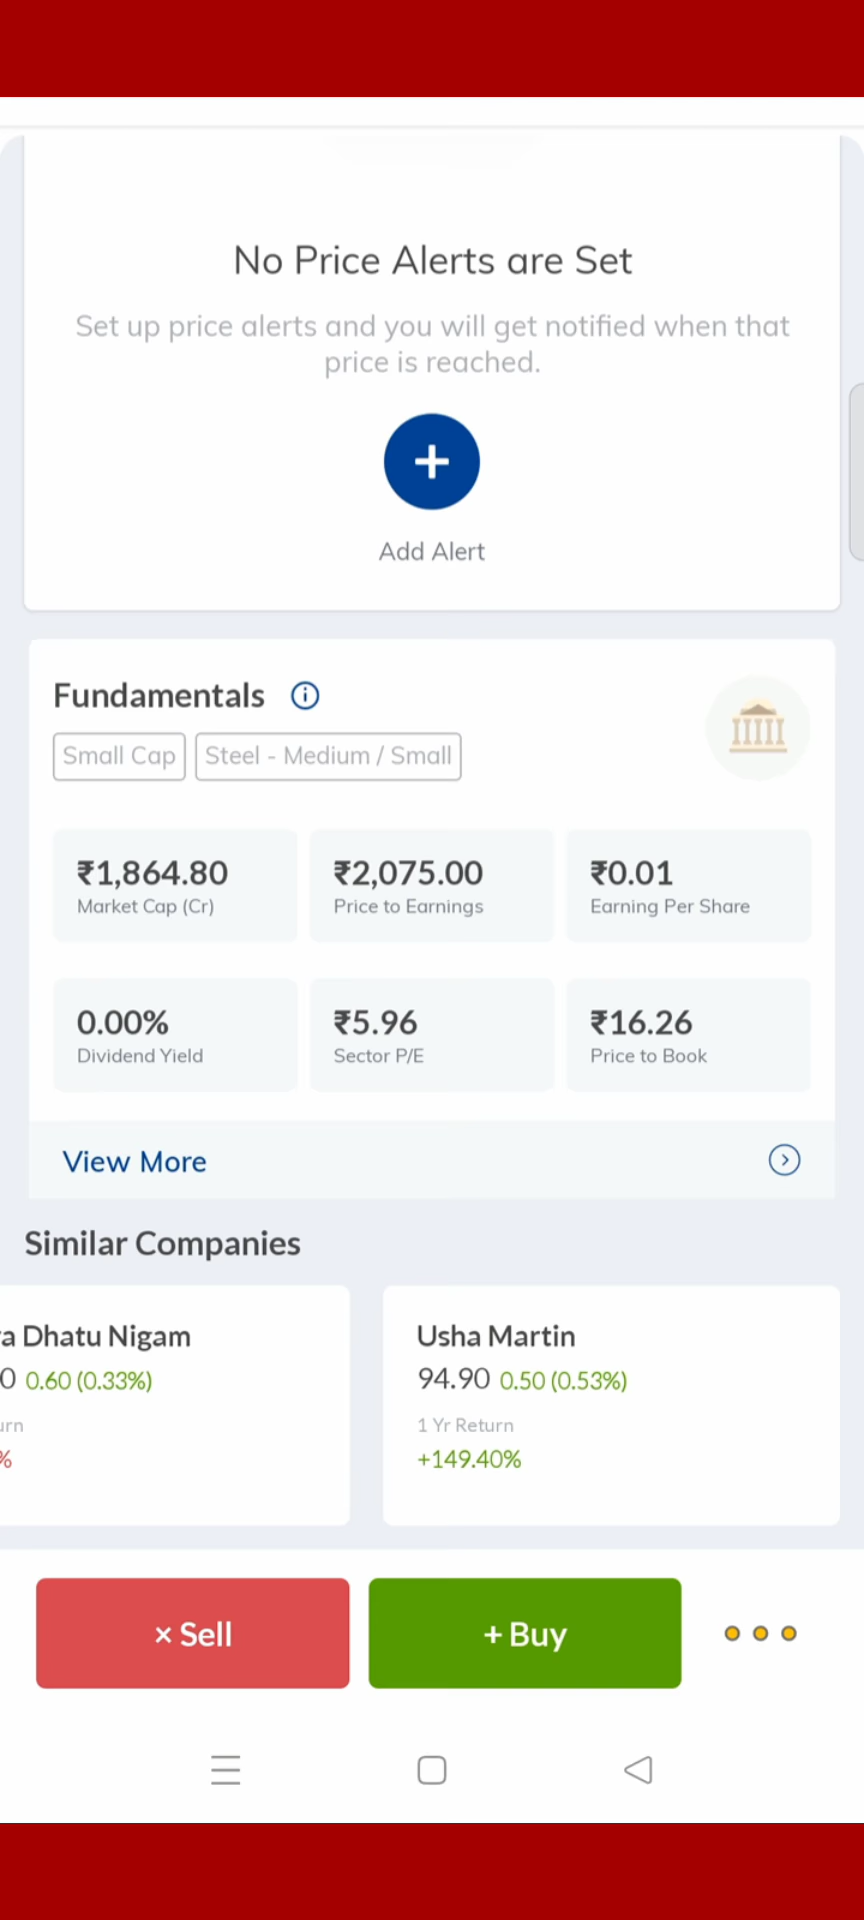 No Price Alerts are Set
Set up price alerts and you will get notified when that
price is reached.
+
Add Alert
Fundamentals
Small Cap Steel - Medium / Small
₹1,864.80 ₹2,075.00 ₹0.01
Market Cap (Cr) Price to Earnings Earning Per Share
0.00% ₹5.96 ₹16.26
Dividend Yield Sector P/E Price to Book
View More
Similar Companies
a Dhatu Nigam Usha Martin
0 0.60 (0.33%) 94.90 0.50 (0.53%)
urn 1 Yr Return
% +149.40%
× Sell + Buy